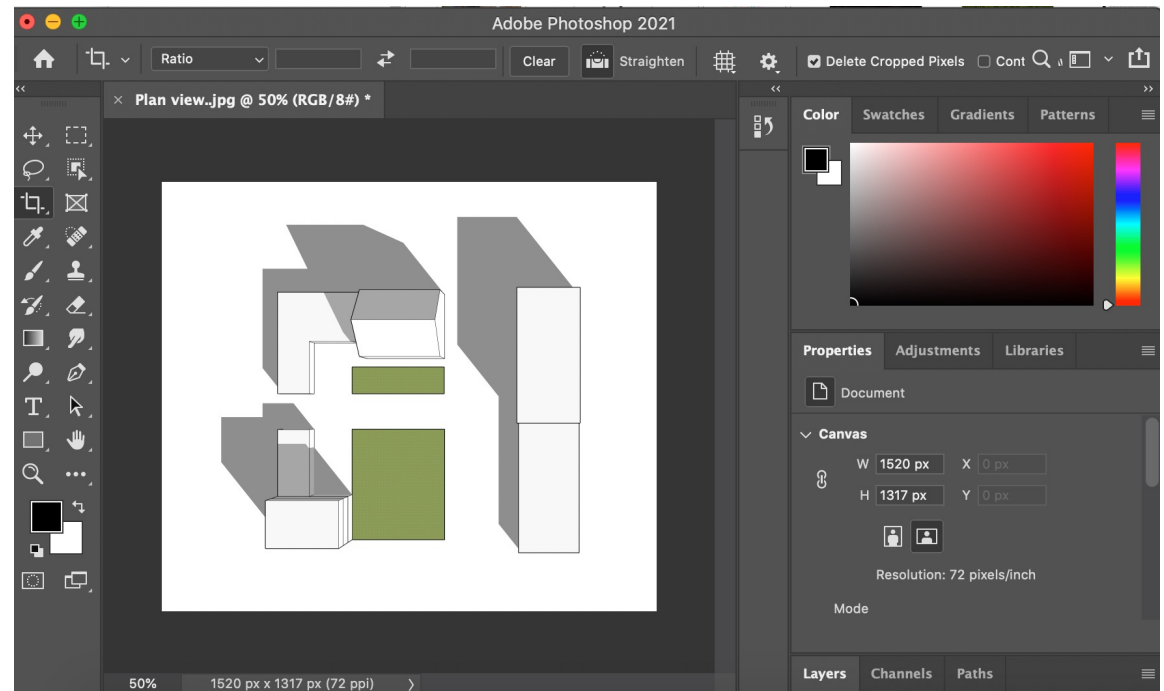 Adobe Photoshop 2021
Ratio
Clear
Straighten
Delete Cropped Pixels
Cont
Plan view..jpg @ 50% (RGB/8#) *
Color Swatches Gradients Patterns
Properties Adjustments Libraries
Document
Canvas
W 1520 px X 0 px
H 1317 px Y 0 px
Resolution: 72 pixels/inch
Mode
Layers Channels Paths
50% 1520 px x 1317 px (72 ppi)